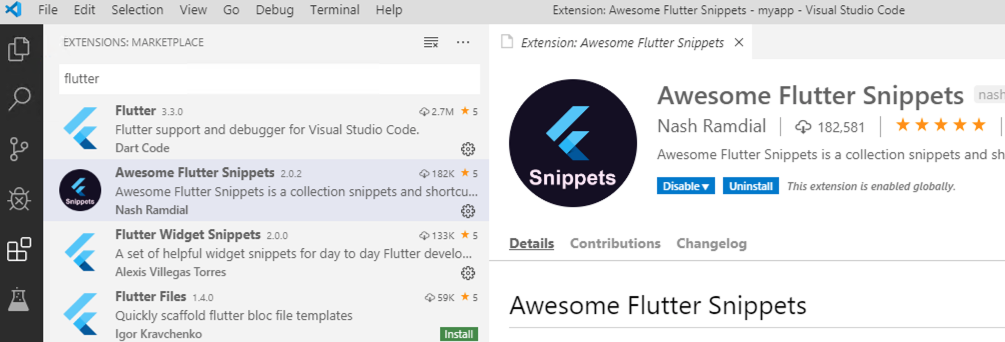 File Edit Selection View Go Debug Terminal Help
Extension: Awesome Flutter Snippets - myapp - Visual Studio Code
EXTENSIONS: MARKETPLACE
flutter
Flutter 3.3.0 2.7M ★ 5
Flutter support and debugger for Visual Studio Code.
Dart Code
Snippets
Awesome Flutter Snippets 2.0.2 182K ★ 5
Awesome Flutter Snippets is a collection snippets and shortcu...
Nash Ramdial
Flutter Widget Snippets 2.0.0 133K ★ 5
A set of helpful widget snippets for day to day Flutter develo...
Alexis Villegas Torres
Flutter Files 1.4.0 59K ★ 5
Quickly scaffold flutter bloc file templates
Igor Kravchenko
Install
Extension: Awesome Flutter Snippets ×
Snippets
Awesome Flutter Snippets nash
Nash Ramdial | 182,581 | ★★★★★ |
Awesome Flutter Snippets is a collection snippets and sh
Disable ▾ Uninstall This extension is enabled globally.
Details Contributions Changelog
Awesome Flutter Snippets